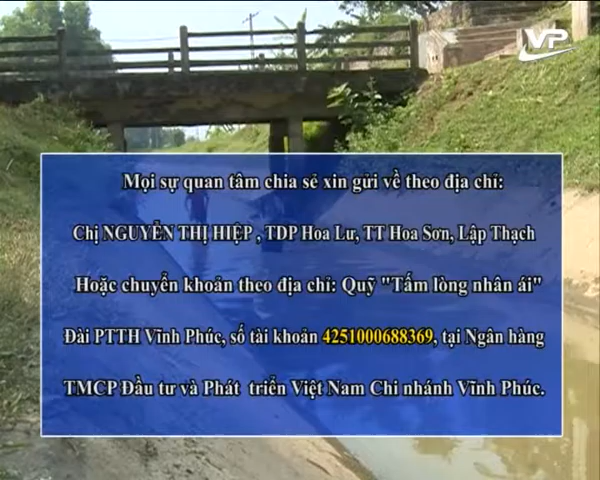 VP
Mọi sự quan tâm chia sẻ xin gửi về theo địa chỉ:
Chị NGUYỄN THỊ HIỆP , TDP Hoa Lư, TT Hoa Sơn, Lập Thạch
Hoặc chuyển khoản theo địa chỉ: Quỹ "Tấm lòng nhân ái"
Đài PTTH Vĩnh Phúc, số tài khoản 4251000688369, tại Ngân hàng
TMCP Đầu tư và Phát triển Việt Nam Chi nhánh Vĩnh Phúc.